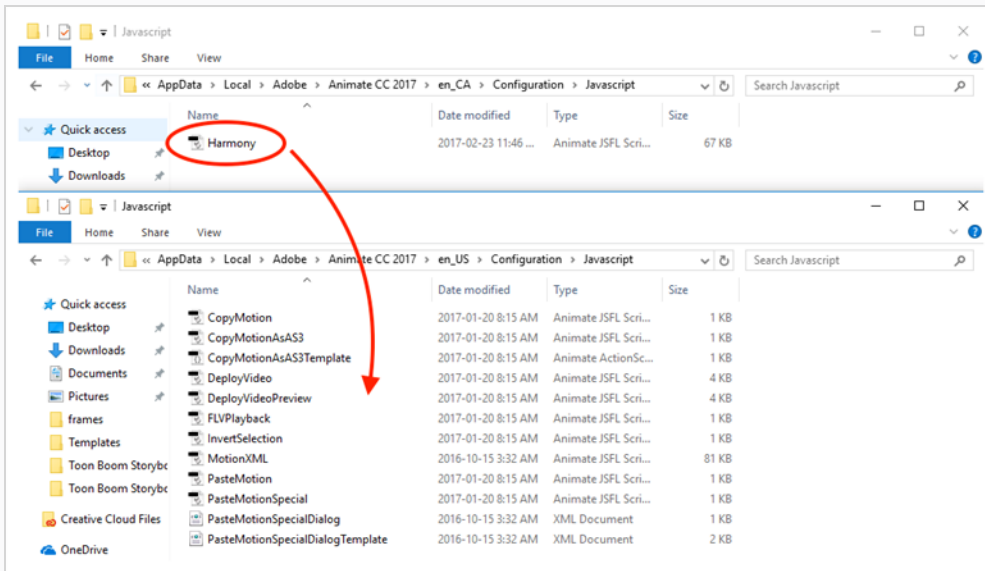 Javascript
File Home Share View
« AppData > Local > Adobe > Animate CC 2017 > en_CA > Configuration > Javascript Search Javascript
Name Date modified Type Size
Quick access
Harmony 2017-02-23 11:46 ... Animate JSFL Scri... 67 KB
Desktop
Downloads
Javascript
File Home Share View
« AppData > Local > Adobe > Animate CC 2017 > en_US > Configuration > Javascript Search Javascript
Name Date modified Type Size
Quick access
CopyMotion 2017-01-20 8:15 AM Animate JSFL Scri... 1 KB
Desktop
CopyMotionAsAS3 2017-01-20 8:15 AM Animate JSFL Scri... 1 KB
Downloads
CopyMotionAsAS3Template 2017-01-20 8:15 AM Animate ActionSc... 1 KB
Documents
DeployVideo 2017-01-20 8:15 AM Animate JSFL Scri... 4 KB
Pictures
DeployVideoPreview 2017-01-20 8:15 AM Animate JSFL Scri... 4 KB
frames
FLVPlayback 2017-01-20 8:15 AM Animate JSFL Scri... 1 KB
Templates
InvertSelection 2017-01-20 8:15 AM Animate JSFL Scri... 1 KB
Toon Boom Storybc
MotionXML 2016-10-15 3:32 AM Animate JSFL Scri... 81 KB
Toon Boom Storybc
PasteMotion 2017-01-20 8:15 AM Animate JSFL Scri... 1 KB
PasteMotionSpecial 2017-01-20 8:15 AM Animate JSFL Scri... 1 KB
Creative Cloud Files
PasteMotionSpecialDialog 2016-10-15 3:32 AM XML Document 1 KB
PasteMotionSpecialDialogTemplate 2016-10-15 3:32 AM XML Document 2 KB
OneDrive